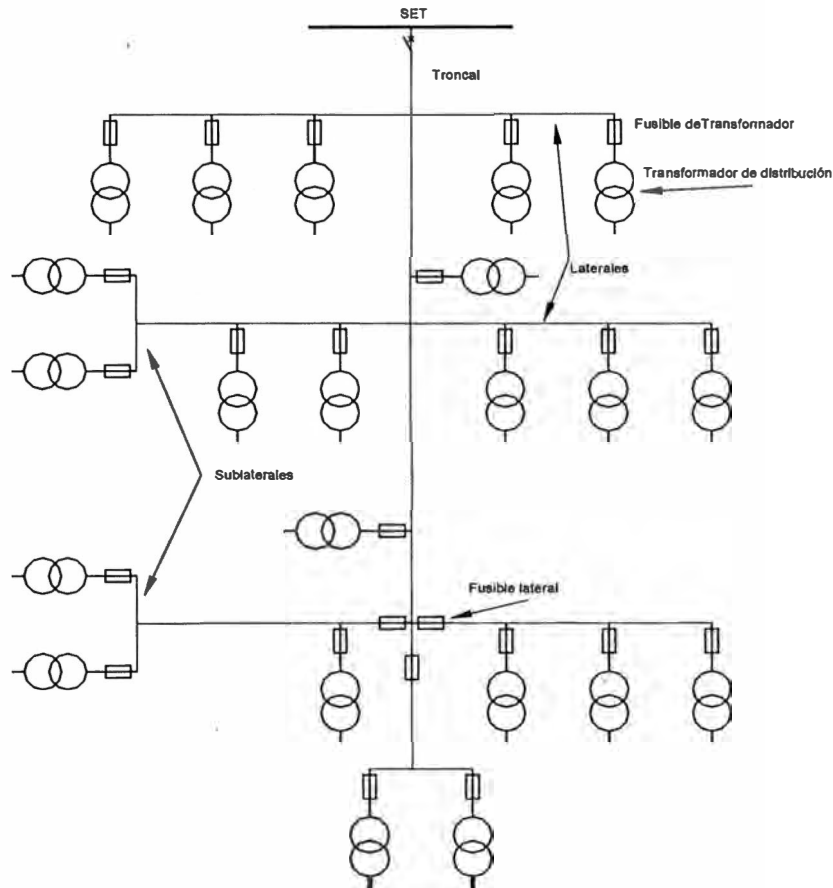 SET
Troncal
Fusible deTransformador
Transformador de distribución
Laterales
Sublaterales
Fusible lateral